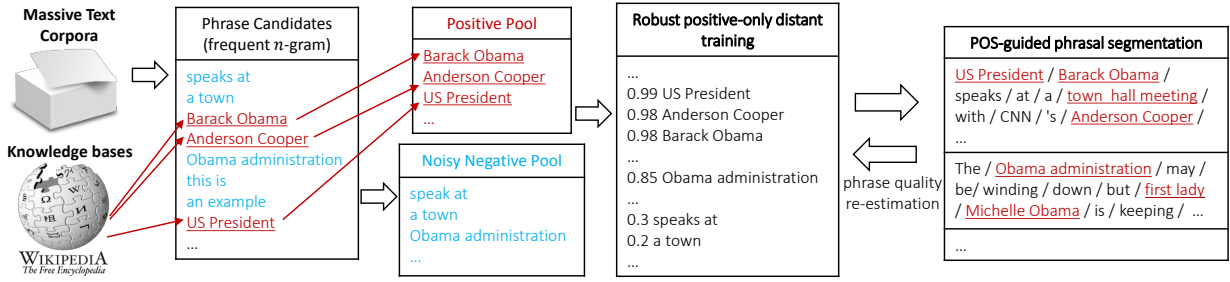 Massive Text
Corpora
Knowledge bases
WIKIPEDIA
The Free Encyclopedia
Phrase Candidates
(frequent n-gram)
speaks at
a town
Barack Obama
Anderson Cooper
Obama administration
this is
an example
US President
...
Positive Pool
Barack Obama
Anderson Cooper
US President
...
Noisy Negative Pool
speak at
a town
Obama administration
...
Robust positive-only distant
training
...
0.99 US President
0.98 Anderson Cooper
0.98 Barack Obama
...
0.85 Obama administration
...
0.3 speaks at
0.2 a town
...
phrase quality
re-estimation
POS-guided phrasal segmentation
US President / Barack Obama /
speaks / at / a / town hall meeting /
with / CNN / 's / Anderson Cooper /
...
The / Obama administration / may /
be/ winding / down / but / first lady
/ Michelle Obama / is / keeping / ...
...